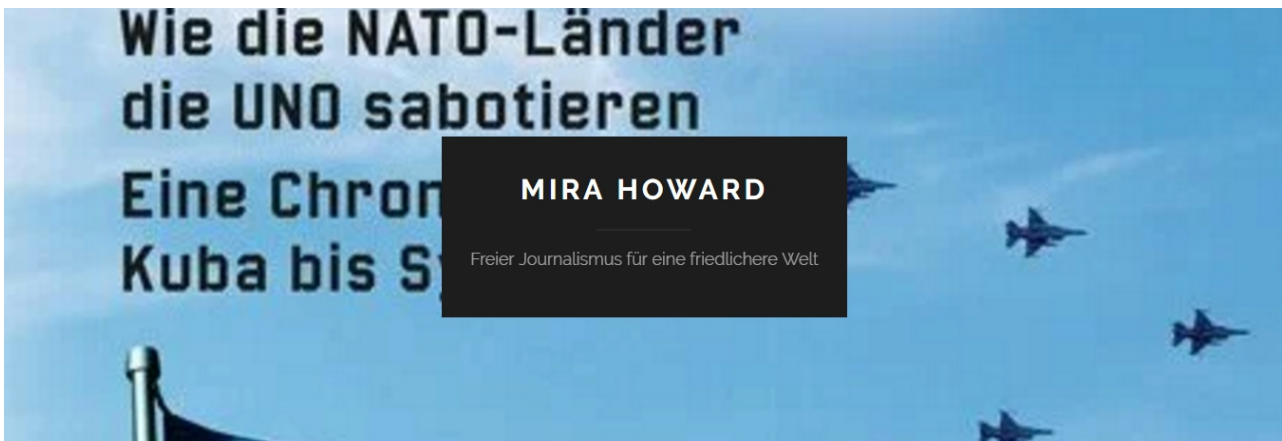 Wie die NATO-Länder
die UNO sabotieren
Eine Chron
Kuba bis S
MIRA HOWARD
Freier Journalismus für eine friedlichere Welt